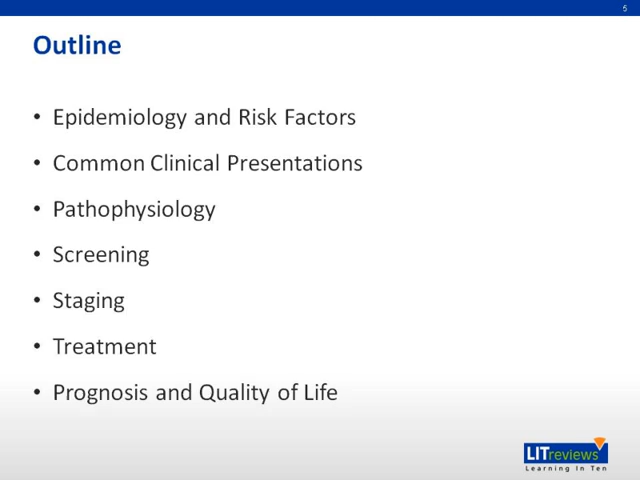 5
Outline
• Epidemiology and Risk Factors
• Common Clinical Presentations
• Pathophysiology
• Screening
• Staging
• Treatment
• Prognosis and Quality of Life
LITreviews
Learning In Ten